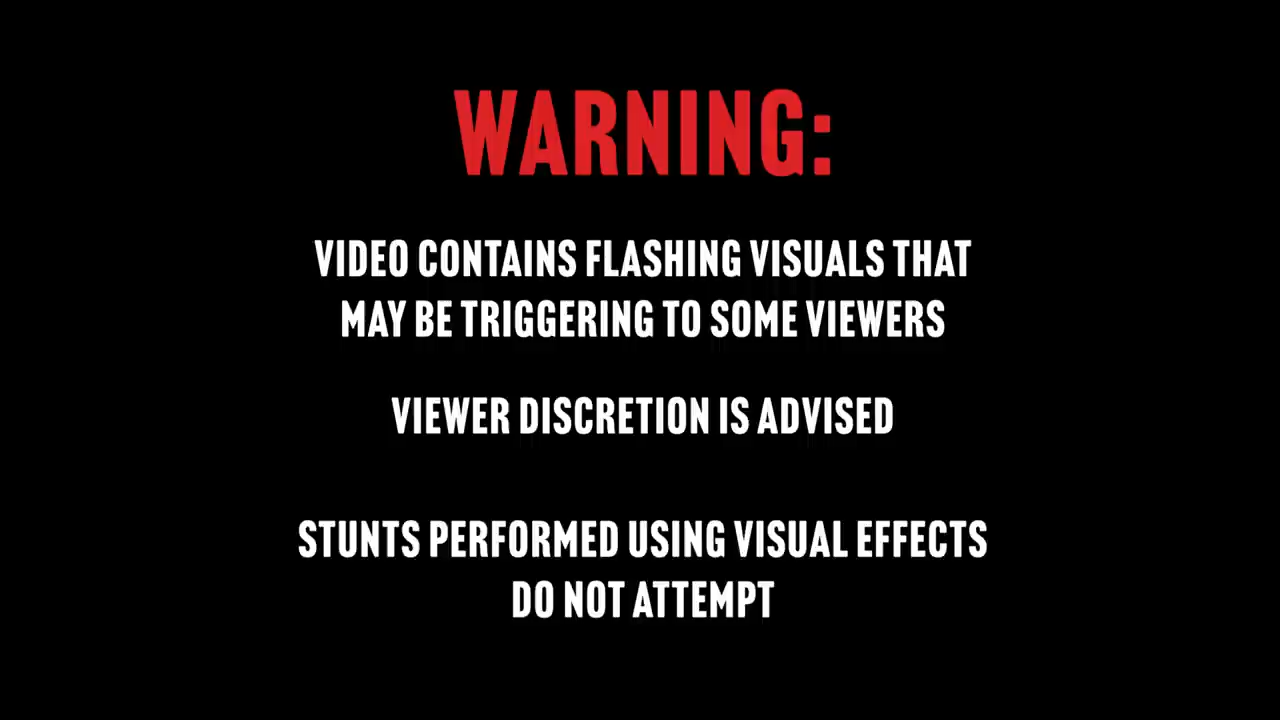 WARNING:
VIDEO CONTAINS FLASHING VISUALS THAT
MAY BE TRIGGERING TO SOME VIEWERS
VIEWER DISCRETION IS ADVISED
STUNTS PERFORMED USING VISUAL EFFECTS
DO NOT ATTEMPT